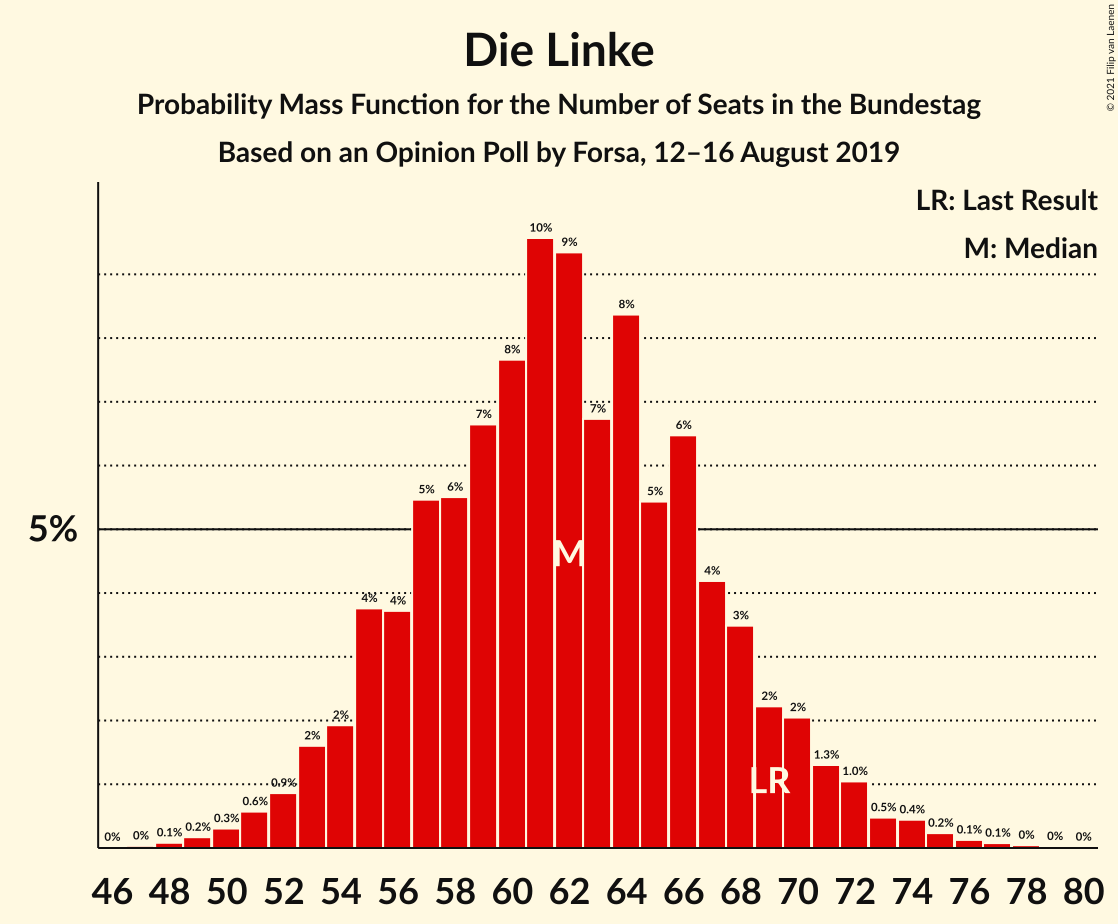 Die Linke
Probability Mass Function for the Number of Seats in the Bundestag
Based on an Opinion Poll by Forsa, 12–16 August 2019
© 2021 Filip van Laenen
LR: Last Result
M: Median
5%
0% 0% 0.1% 0.2% 0.3% 0.6% 0.9% 2% 2% 4% 4% 5% 6% 7% 8% 10% 9% 7% 8% 5% 6% 4% 3% 2% 2% 1.3% 1.0% 0.5% 0.4% 0.2% 0.1% 0.1% 0% 0% 0%
M
LR
46 48 50 52 54 56 58 60 62 64 66 68 70 72 74 76 78 80